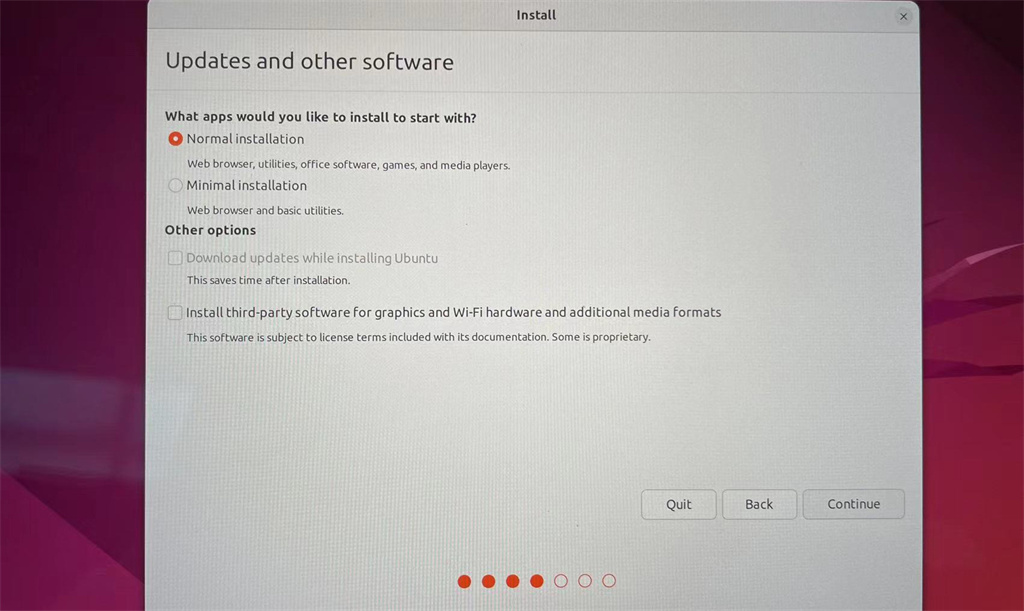 Install
Updates and other software
What apps would you like to install to start with?
Normal installation
Web browser, utilities, office software, games, and media players.
Minimal installation
Web browser and basic utilities.
Other options
Download updates while installing Ubuntu
This saves time after installation.
Install third-party software for graphics and Wi-Fi hardware and additional media formats
This software is subject to license terms included with its documentation. Some is proprietary.
Quit Back Continue